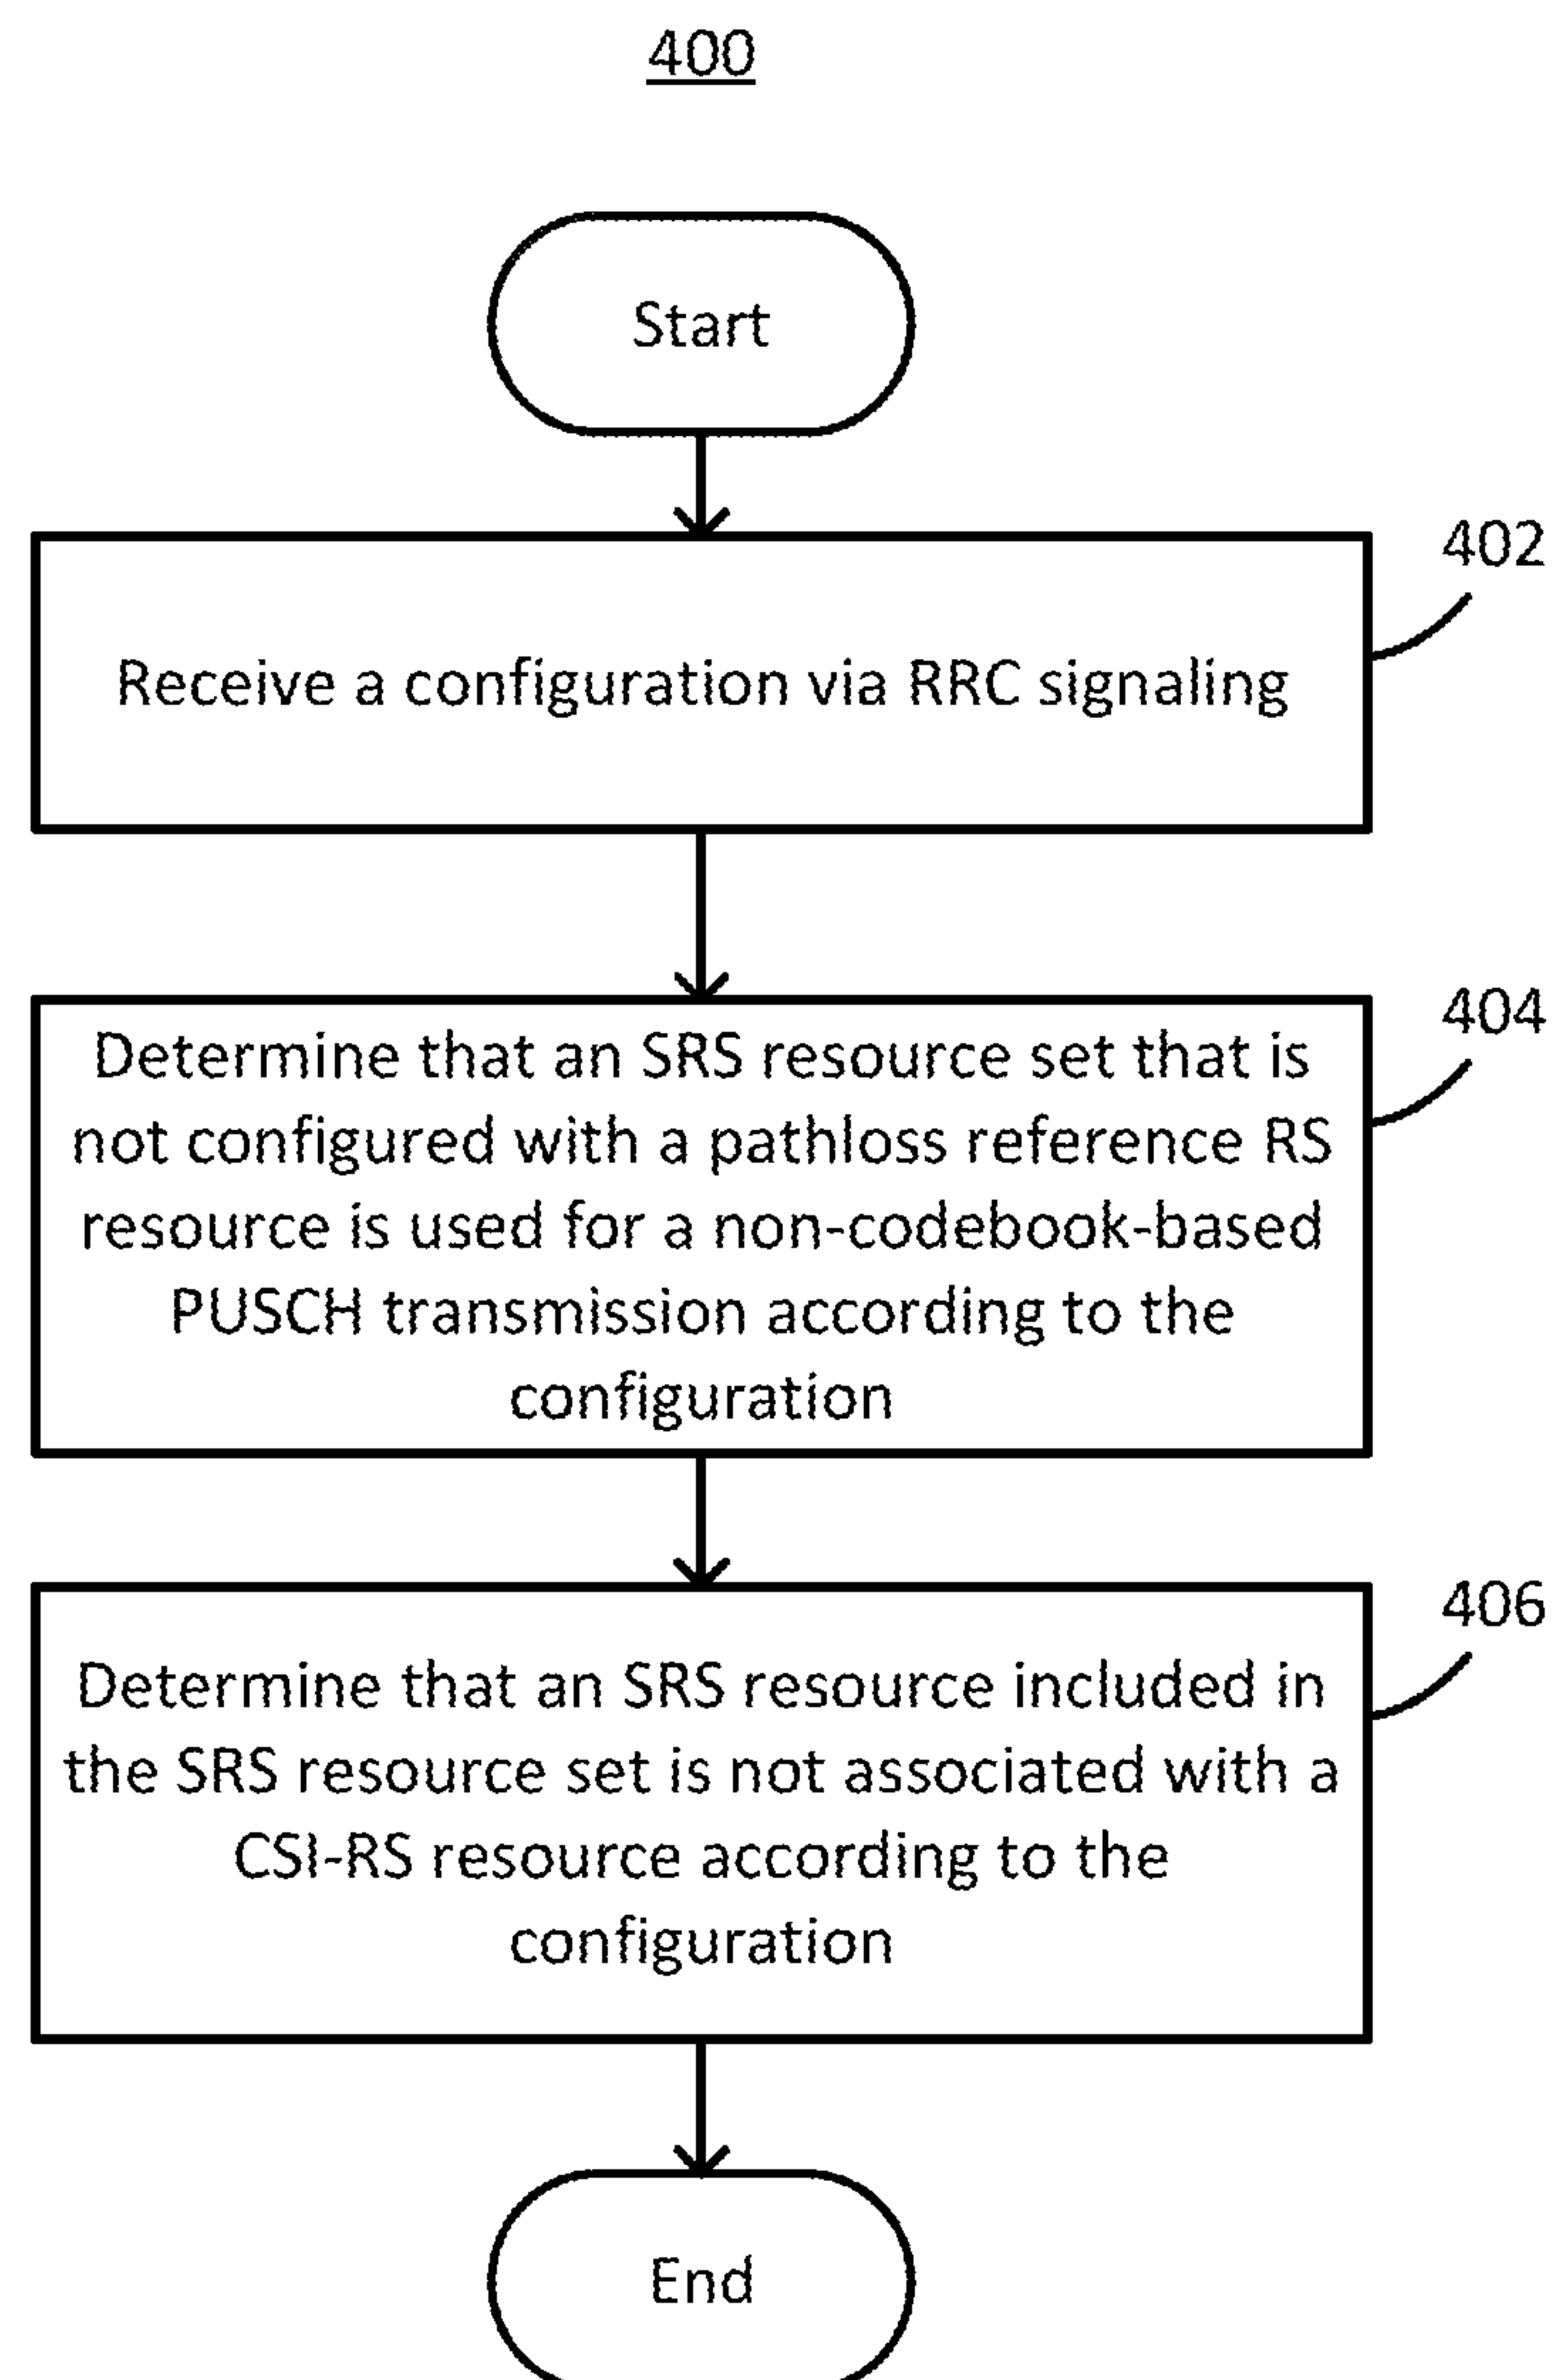 400
Start
402
Receive a configuration via RRC signaling
404
Determine that an SRS resource set that is
not configured with a pathloss reference RS
resource is used for a non-codebook-based
PUSCH transmission according to the
configuration
406
Determine that an SRS resource included in
the SRS resource set is not associated with a
CSI-RS resource according to the
configuration
End